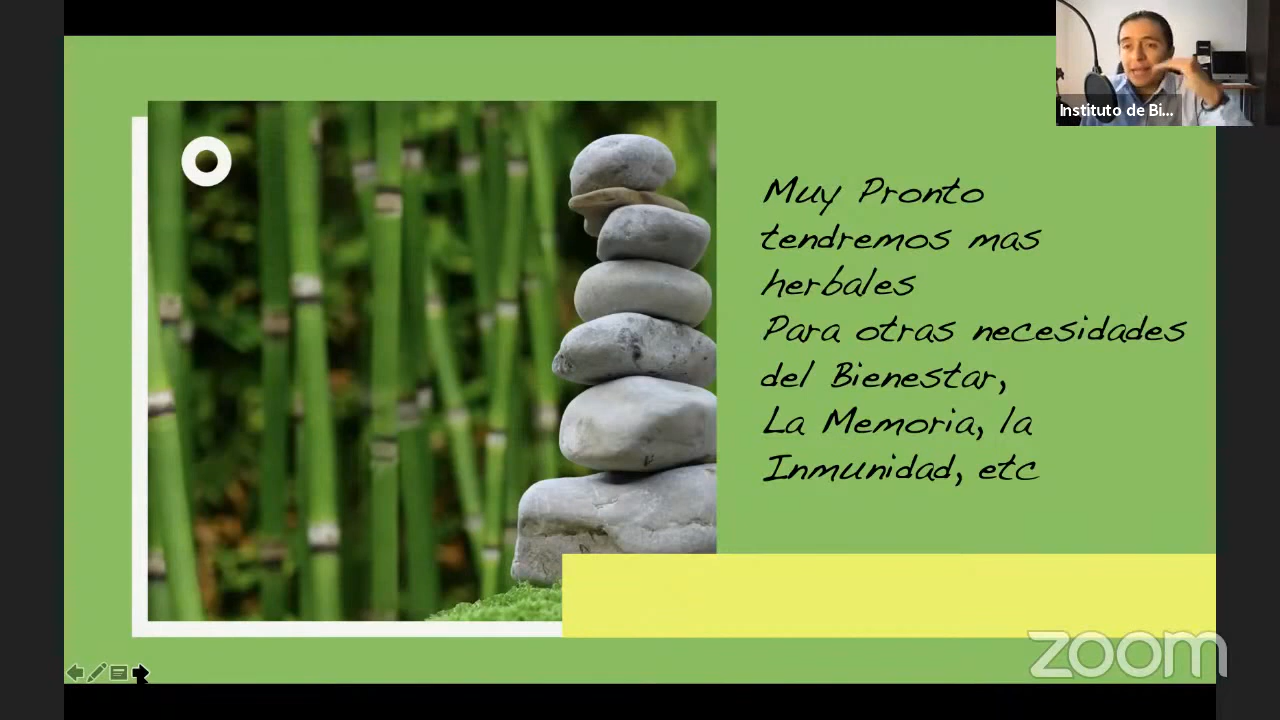 Instituto de Bi...
Muy Pronto
tendremos mas
herbales
Para otras necesidades
del Bienestar,
La Memoria, la
Inmunidad, etc
zoom